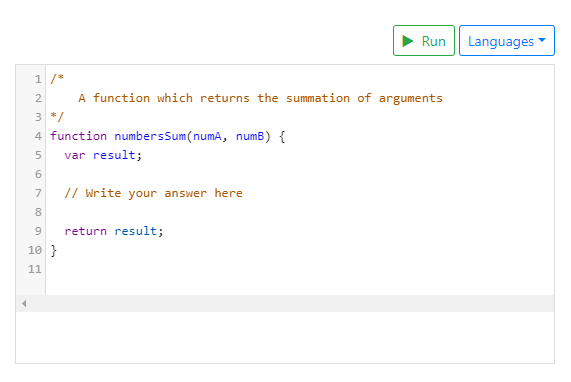 Run Languages
1 /*
2     A function which returns the summation of arguments
3 */
4 function numbersSum(numA, numB) {
5   var result;
6
7   // Write your answer here
8
9   return result;
10 }
11